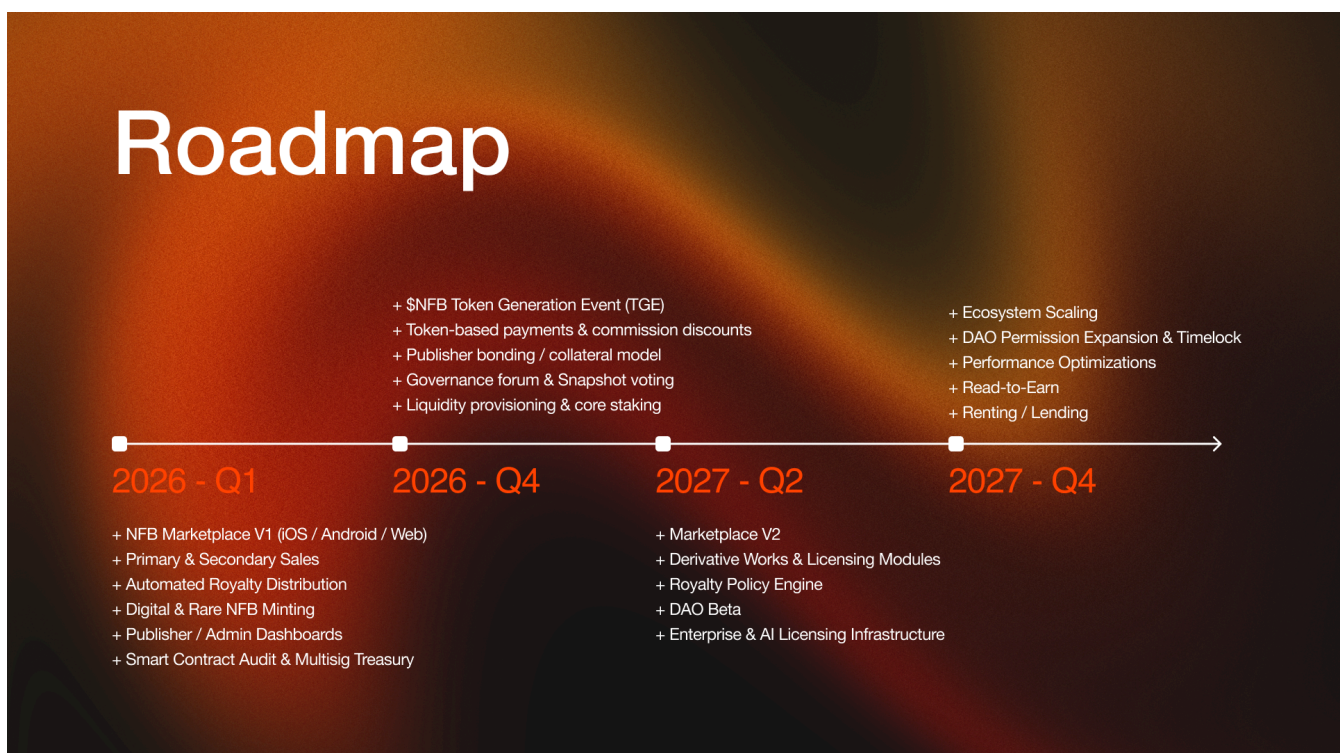 Roadmap
+ $NFB Token Generation Event (TGE)
+ Token-based payments & commission discounts
+ Publisher bonding / collateral model
+ Governance forum & Snapshot voting
+ Liquidity provisioning & core staking
+ Ecosystem Scaling
+ DAO Permission Expansion & Timelock
+ Performance Optimizations
+ Read-to-Earn
+ Renting / Lending
2026 - Q1
2026 - Q4
2027 - Q2
2027 - Q4
+ NFB Marketplace V1 (iOS / Android / Web)
+ Primary & Secondary Sales
+ Automated Royalty Distribution
+ Digital & Rare NFB Minting
+ Publisher / Admin Dashboards
+ Smart Contract Audit & Multisig Treasury
+ Marketplace V2
+ Derivative Works & Licensing Modules
+ Royalty Policy Engine
+ DAO Beta
+ Enterprise & AI Licensing Infrastructure